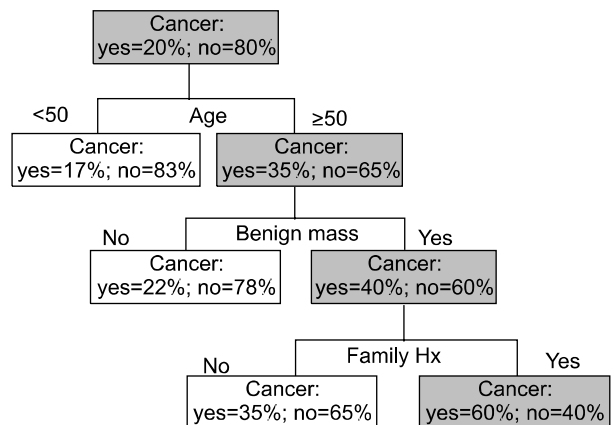 Cancer:
yes=20%; no=80%
<50 Age ≥50
Cancer:
yes=17%; no=83%
Cancer:
yes=35%; no=65%
No Benign mass Yes
Cancer:
yes=22%; no=78%
Cancer:
yes=40%; no=60%
No Family Hx Yes
Cancer:
yes=35%; no=65%
Cancer:
yes=60%; no=40%